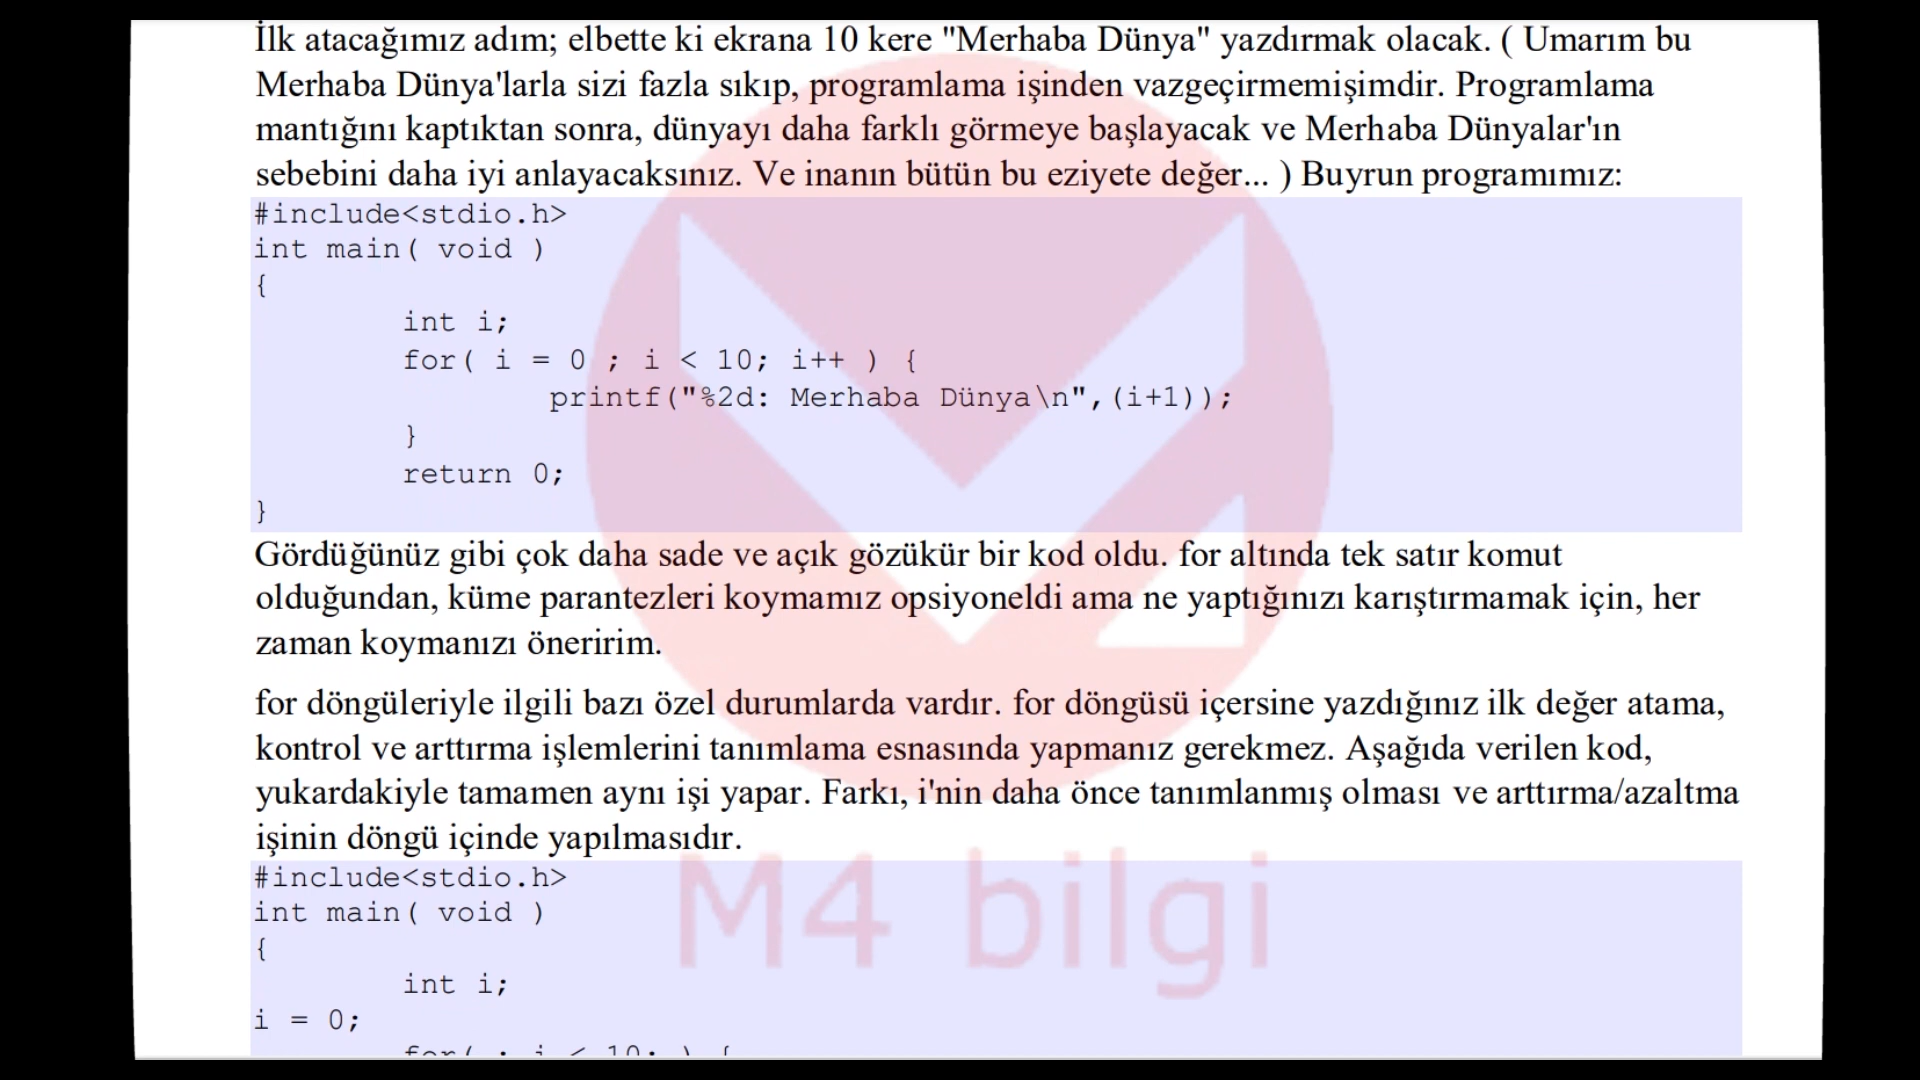 İlk atacağımız adım; elbette ki ekrana 10 kere "Merhaba Dünya" yazdırmak olacak. ( Umarım bu
Merhaba Dünya'larla sizi fazla sıkıp, programlama işinden vazgeçirmemişimdir. Programlama
mantığını kaptıktan sonra, dünyayı daha farklı görmeye başlayacak ve Merhaba Dünyalar'ın
sebebini daha iyi anlayacaksınız. Ve inanın bütün bu eziyete değer... ) Buyrun programımız:
#include<stdio.h>
int main( void )
{
int i;
for( i = 0 ; i < 10; i++ ) {
printf("%2d: Merhaba Dünya\n",(i+1));
}
return 0;
}
Gördüğünüz gibi çok daha sade ve açık gözükür bir kod oldu. for altında tek satır komut
olduğundan, küme parantezleri koymamız opsiyoneldi ama ne yaptığınızı karıştırmamak için, her
zaman koymanızı öneririm.
for döngüleriyle ilgili bazı özel durumlarda vardır. for döngüsü içersine yazdığınız ilk değer atama,
kontrol ve arttırma işlemlerini tanımlama esnasında yapmanız gerekmez. Aşağıda verilen kod,
yukardakiyle tamamen aynı işi yapar. Farkı, i'nin daha önce tanımlanmış olması ve arttırma/azaltma
işinin döngü içinde yapılmasıdır.
#include<stdio.h>
int main( void )
{
int i;
i = 0;
for( ; i < 10; ) {
M4 bilgi